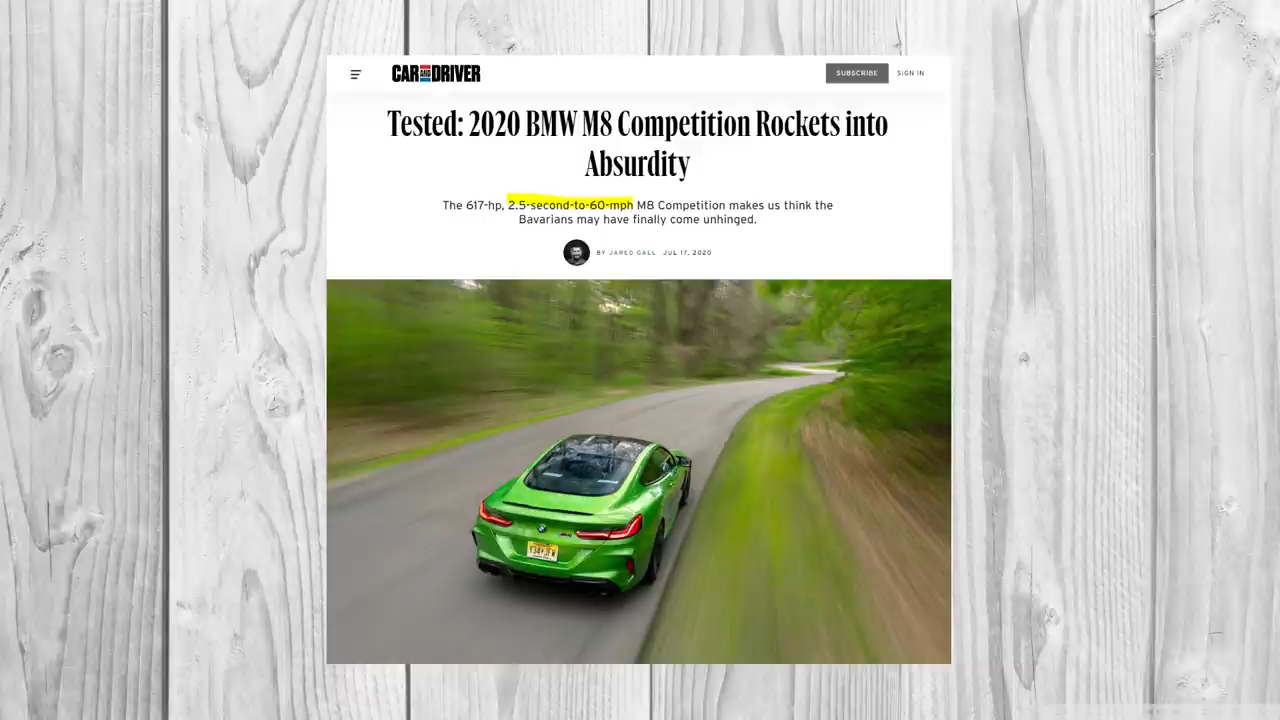 CAR AND DRIVER
SUBSCRIBE
SIGN IN
Tested: 2020 BMW M8 Competition Rockets into
Absurdity
The 617-hp, 2.5-second-to-60-mph M8 Competition makes us think the
Bavarians may have finally come unhinged.
BY JARED GALL JUL 17, 2020